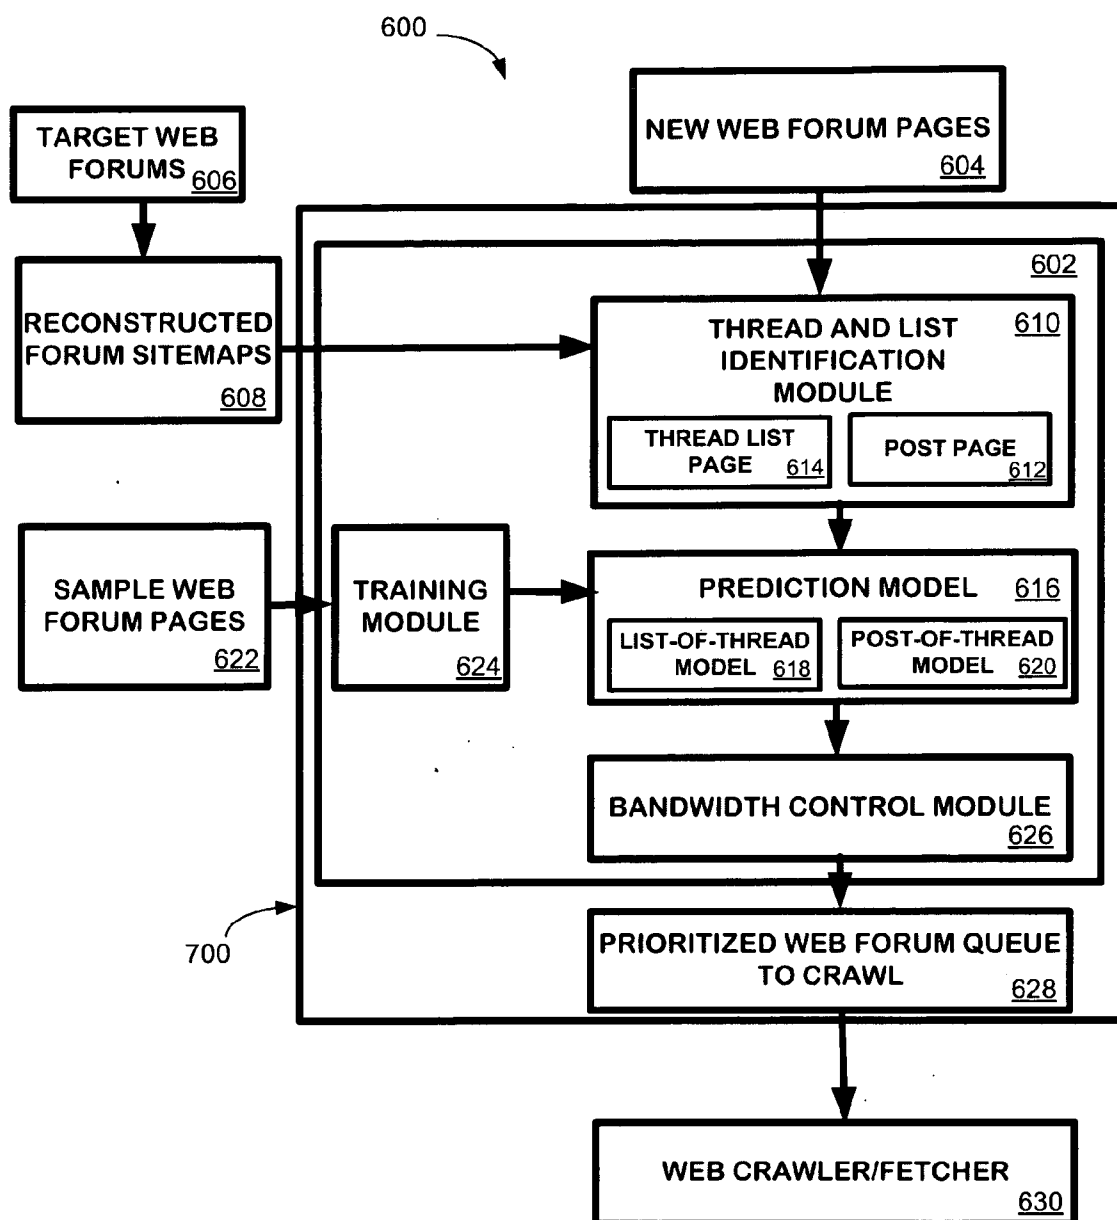 600
NEW WEB FORUM PAGES
604
TARGET WEB
FORUMS
606
602
RECONSTRUCTED
FORUM SITEMAPS
608
THREAD AND LIST
IDENTIFICATION
MODULE
610
THREAD LIST
PAGE
614
POST PAGE
612
SAMPLE WEB
FORUM PAGES
622
TRAINING
MODULE
624
PREDICTION MODEL
616
LIST-OF-THREAD
MODEL
618
POST-OF-THREAD
MODEL
620
BANDWIDTH CONTROL MODULE
626
700
PRIORITIZED WEB FORUM QUEUE
TO CRAWL
628
WEB CRAWLER/FETCHER
630